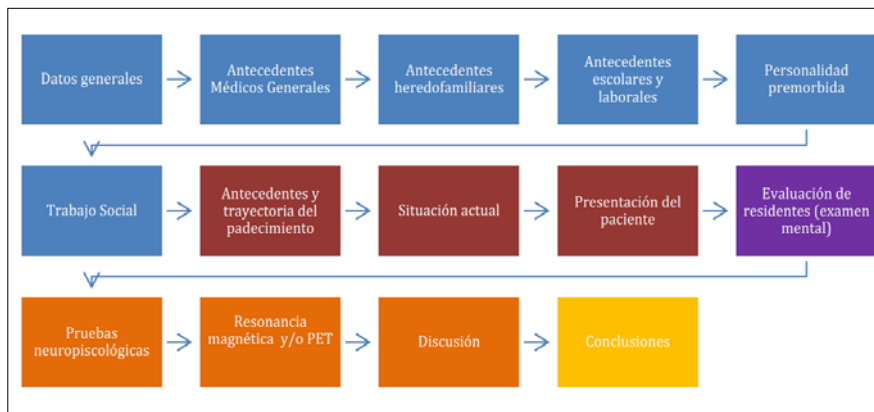 Datos generales
Antecedentes
Médicos Generales
Antecedentes
heredofamiliares
Antecedentes
escolares y
laborales
Personalidad
premorbida
Trabajo Social
Antecedentes y
trayectoria del
padecimiento
Situación actual
Presentación del
paciente
Evaluación de
residentes (examen
mental)
Pruebas
neuropiscológicas
Resonancia
magnética y/o PET
Discusión
Conclusiones